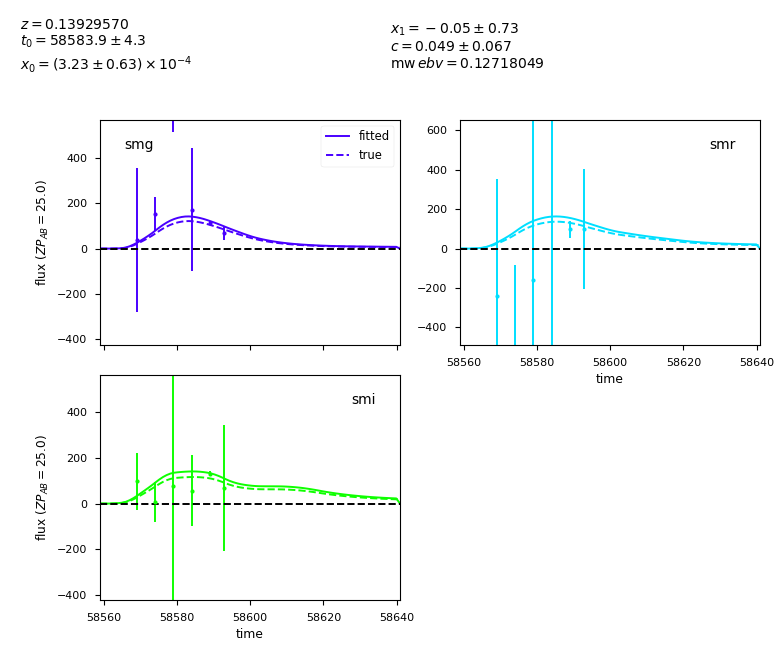 z = 0.13929570
t₀ = 58583.9 ± 4.3
x₀ = (3.23 ± 0.63) × 10⁻⁴
x₁ = −0.05 ± 0.73
c = 0.049 ± 0.067
mwebv = 0.12718049
smg
fitted
true
400
200
0
−200
−400
flux (ZP_AB = 25.0)
smr
600
400
200
0
−200
−400
58560 58580 58600 58620 58640
time
smi
400
200
0
−200
−400
flux (ZP_AB = 25.0)
58560 58580 58600 58620 58640
time